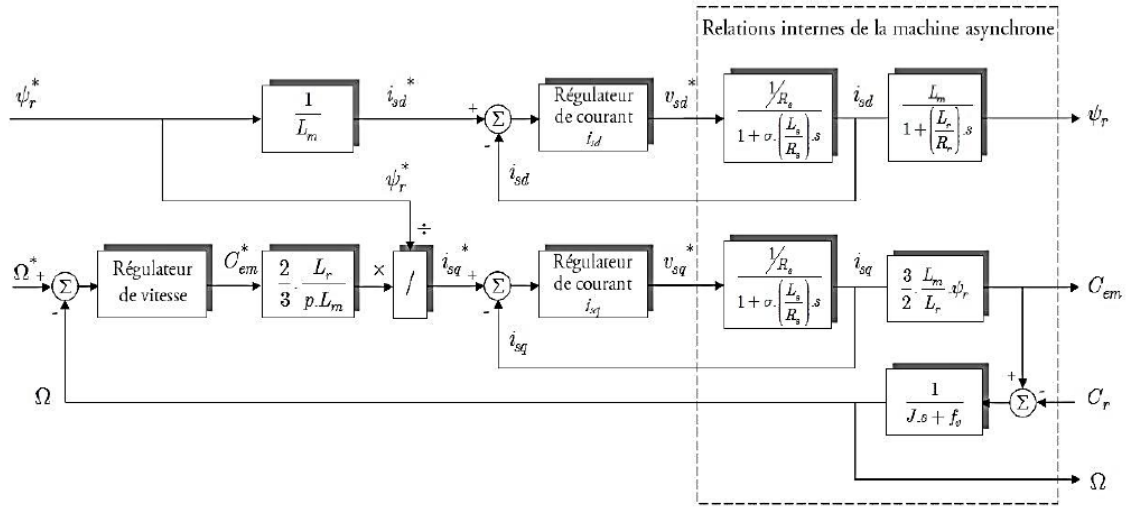 Relations internes de la machine asynchrone
ψr*
1
Lm
isd*
+
Σ
-
Régulateur
de courant
isd
vsd*
1/Rs
1 + σ.(Ls/Rs).s
isd
Lm
1 + (Lr/Rr).s
ψr
isd
ψr*
÷
Ω*
+
Σ
-
Régulateur
de vitesse
Cem*
2/3 . Lr/p.Lm
×
/
isq*
+
Σ
-
Régulateur
de courant
isq
vsq*
1/Rs
1 + σ.(Ls/Rs).s
isq
3/2 . Lm/Lr .ψr
Cem
isq
Ω
1
J.s + fv
+
Σ
-
Cr
Ω